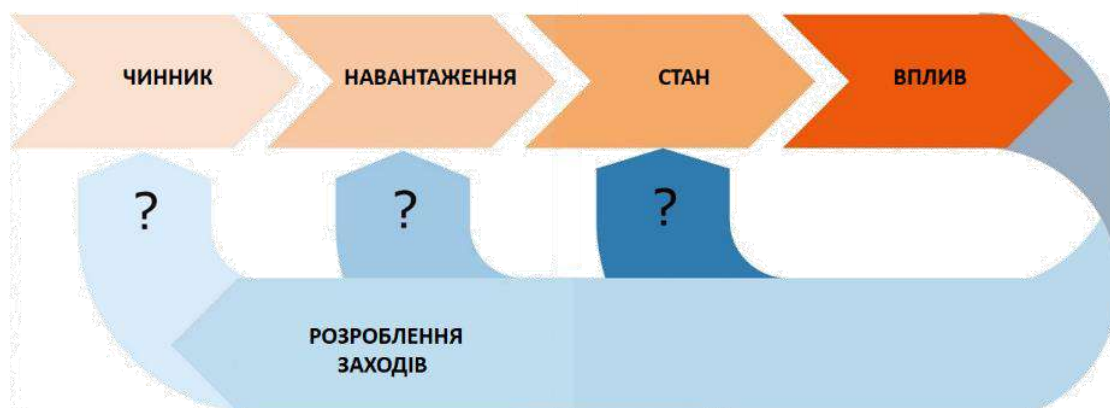 ЧИННИК
НАВАНТАЖЕННЯ
СТАН
ВПЛИВ
?
?
?
РОЗРОБЛЕННЯ
ЗАХОДІВ